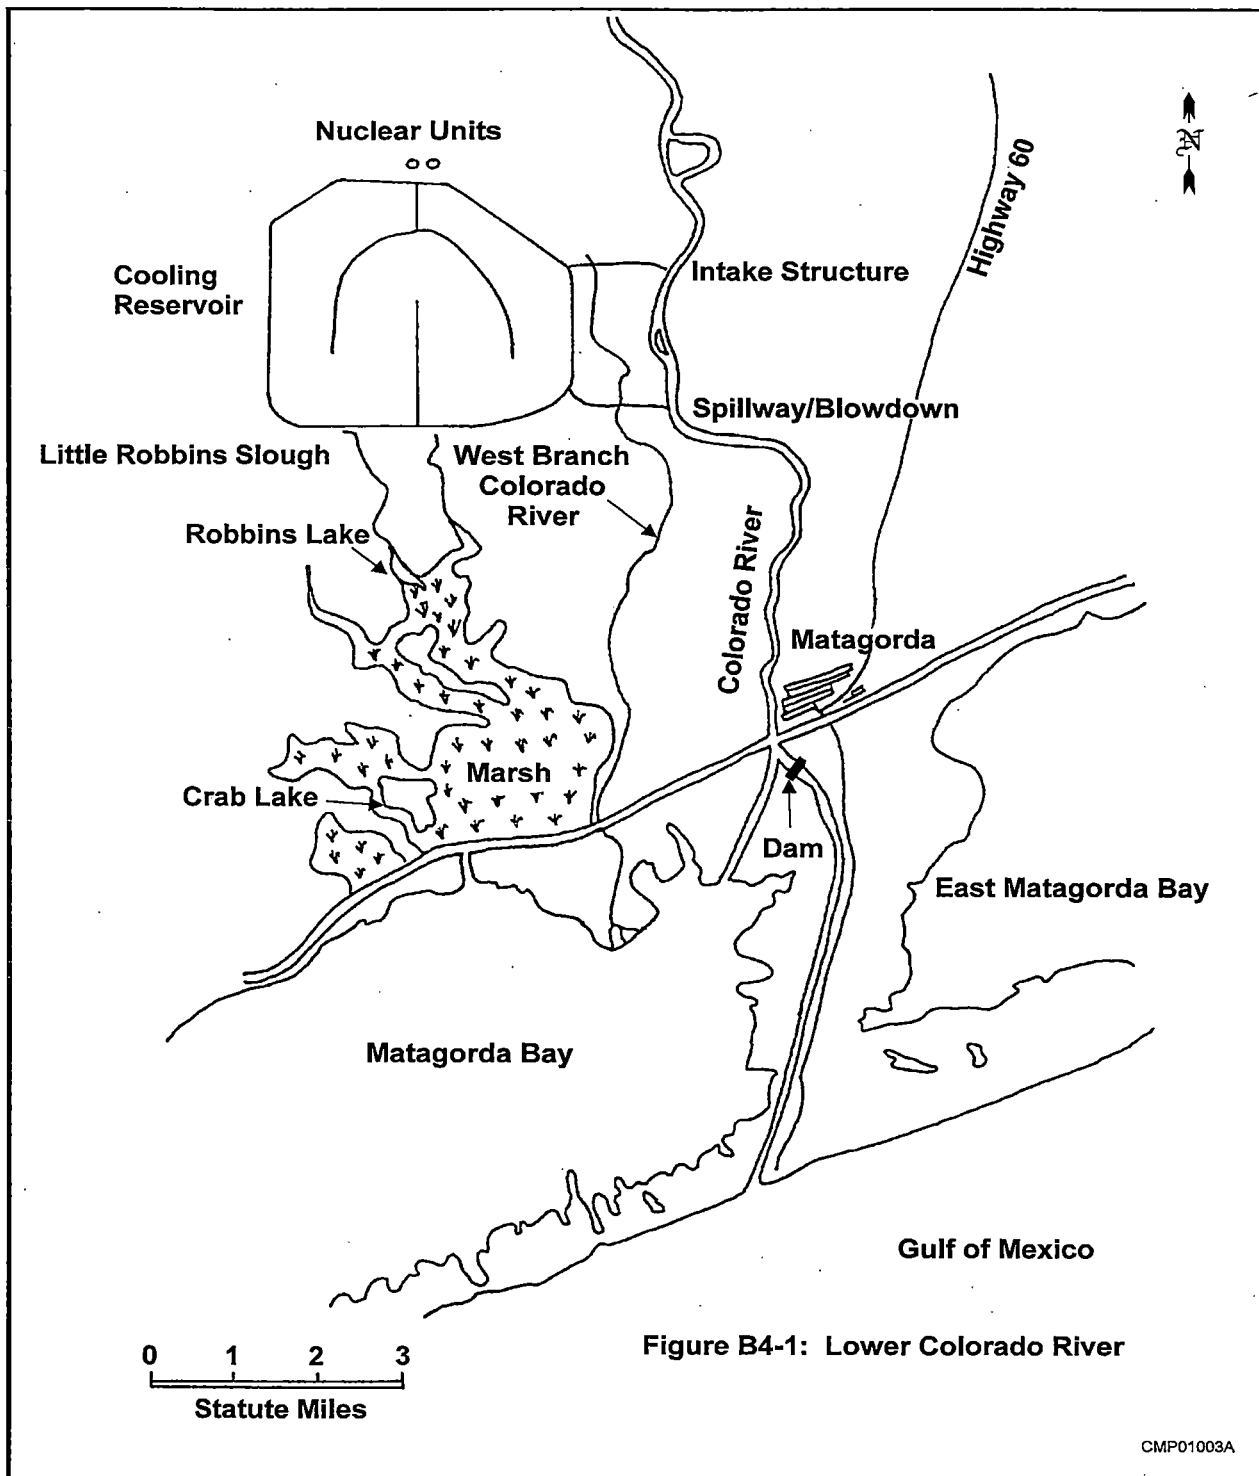 Nuclear Units
N
Highway 60
Cooling
Reservoir
Intake Structure
Spillway/Blowdown
Little Robbins Slough
West Branch
Colorado
River
Robbins Lake
Colorado River
Matagorda
Marsh
Crab Lake
Dam
East Matagorda Bay
Matagorda Bay
Gulf of Mexico
Figure B4-1: Lower Colorado River
0 1 2 3
Statute Miles
CMP01003A